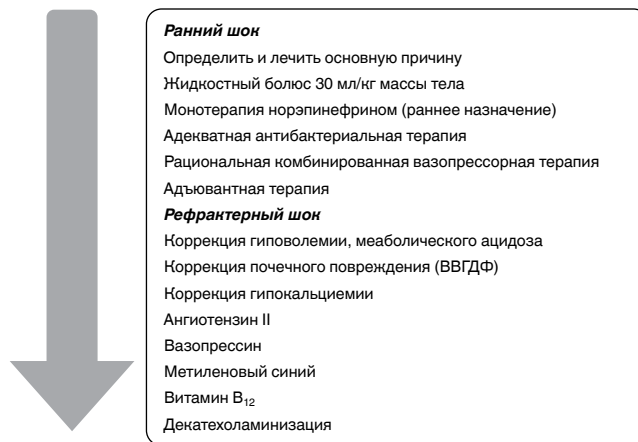 Ранний шок
Определить и лечить основную причину
Жидкостный болюс 30 мл/кг массы тела
Монотерапия норэпинефрином (раннее назначение)
Адекватная антибактериальная терапия
Рациональная комбинированная вазопрессорная терапия
Адъювантная терапия
Рефрактерный шок
Коррекция гиповолемии, меаболического ацидоза
Коррекция почечного повреждения (ВВГДФ)
Коррекция гипокальциемии
Ангиотензин II
Вазопрессин
Метиленовый синий
Витамин B₁₂
Декатехоламинизация